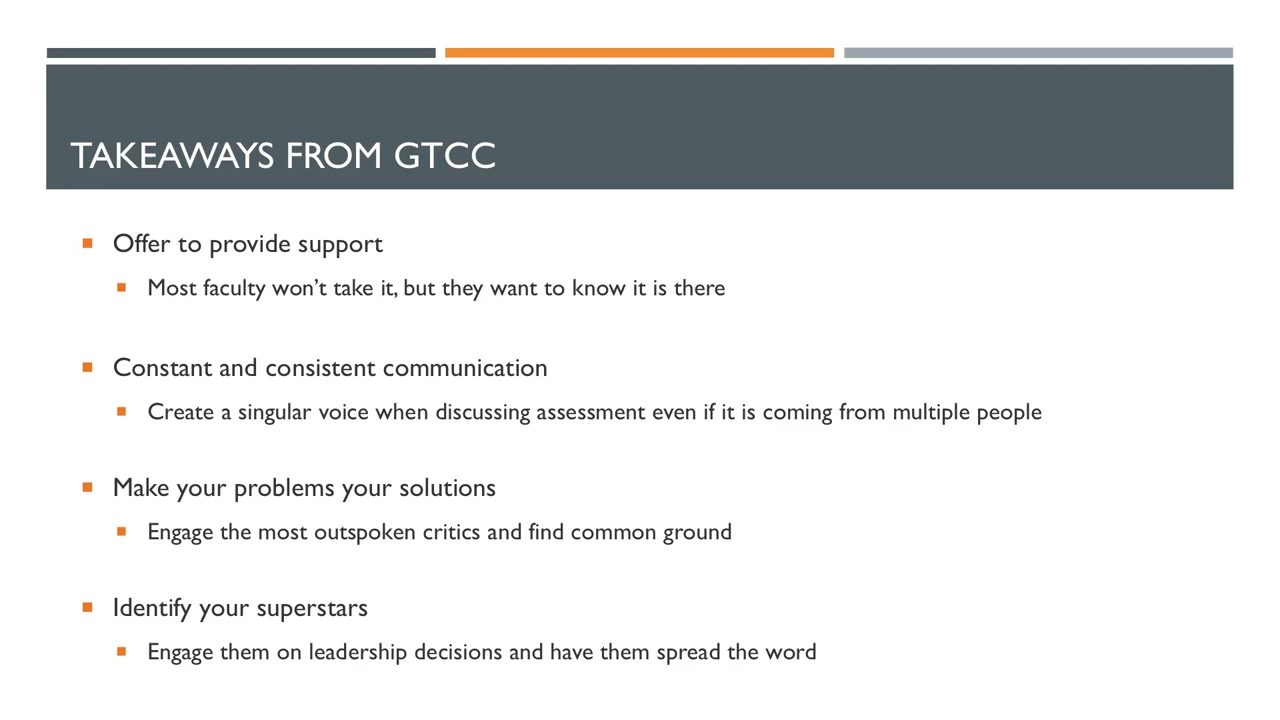 TAKEAWAYS FROM GTCC
Offer to provide support
Most faculty won’t take it, but they want to know it is there
Constant and consistent communication
Create a singular voice when discussing assessment even if it is coming from multiple people
Make your problems your solutions
Engage the most outspoken critics and find common ground
Identify your superstars
Engage them on leadership decisions and have them spread the word